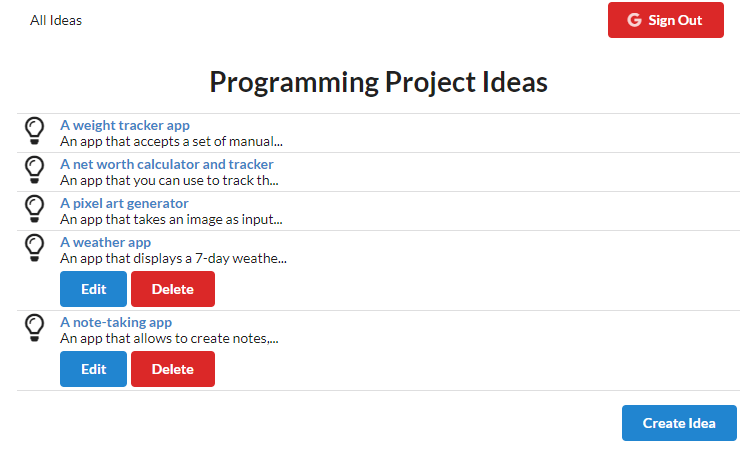 All Ideas
Sign Out
Programming Project Ideas
A weight tracker app
An app that accepts a set of manual...
A net worth calculator and tracker
An app that you can use to track th...
A pixel art generator
An app that takes an image as input...
A weather app
An app that displays a 7-day weathe...
Edit Delete
A note-taking app
An app that allows to create notes,...
Edit Delete
Create Idea